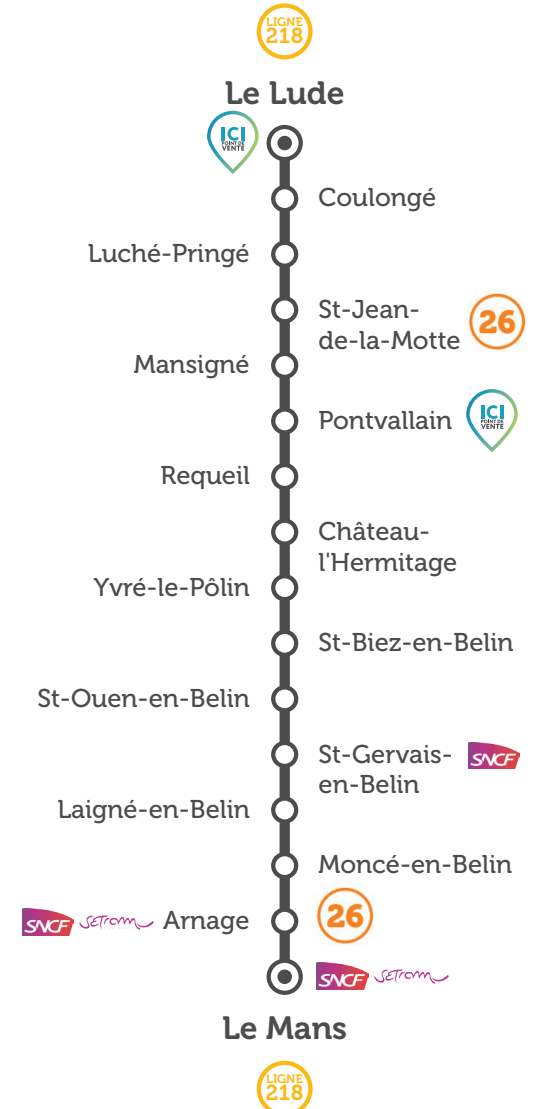 LIGNE
218
Le Lude
ICI
POINT DE
VENTE
Coulongé
Luché-Pringé
St-Jean-
de-la-Motte
26
Mansigné
Pontvallain
ICI
POINT DE
VENTE
Requeil
Château-
l'Hermitage
Yvré-le-Pôlin
St-Biez-en-Belin
St-Ouen-en-Belin
St-Gervais-
en-Belin
SNCF
Laigné-en-Belin
Moncé-en-Belin
SNCF setram Arnage
26
SNCF setram
Le Mans
LIGNE
218